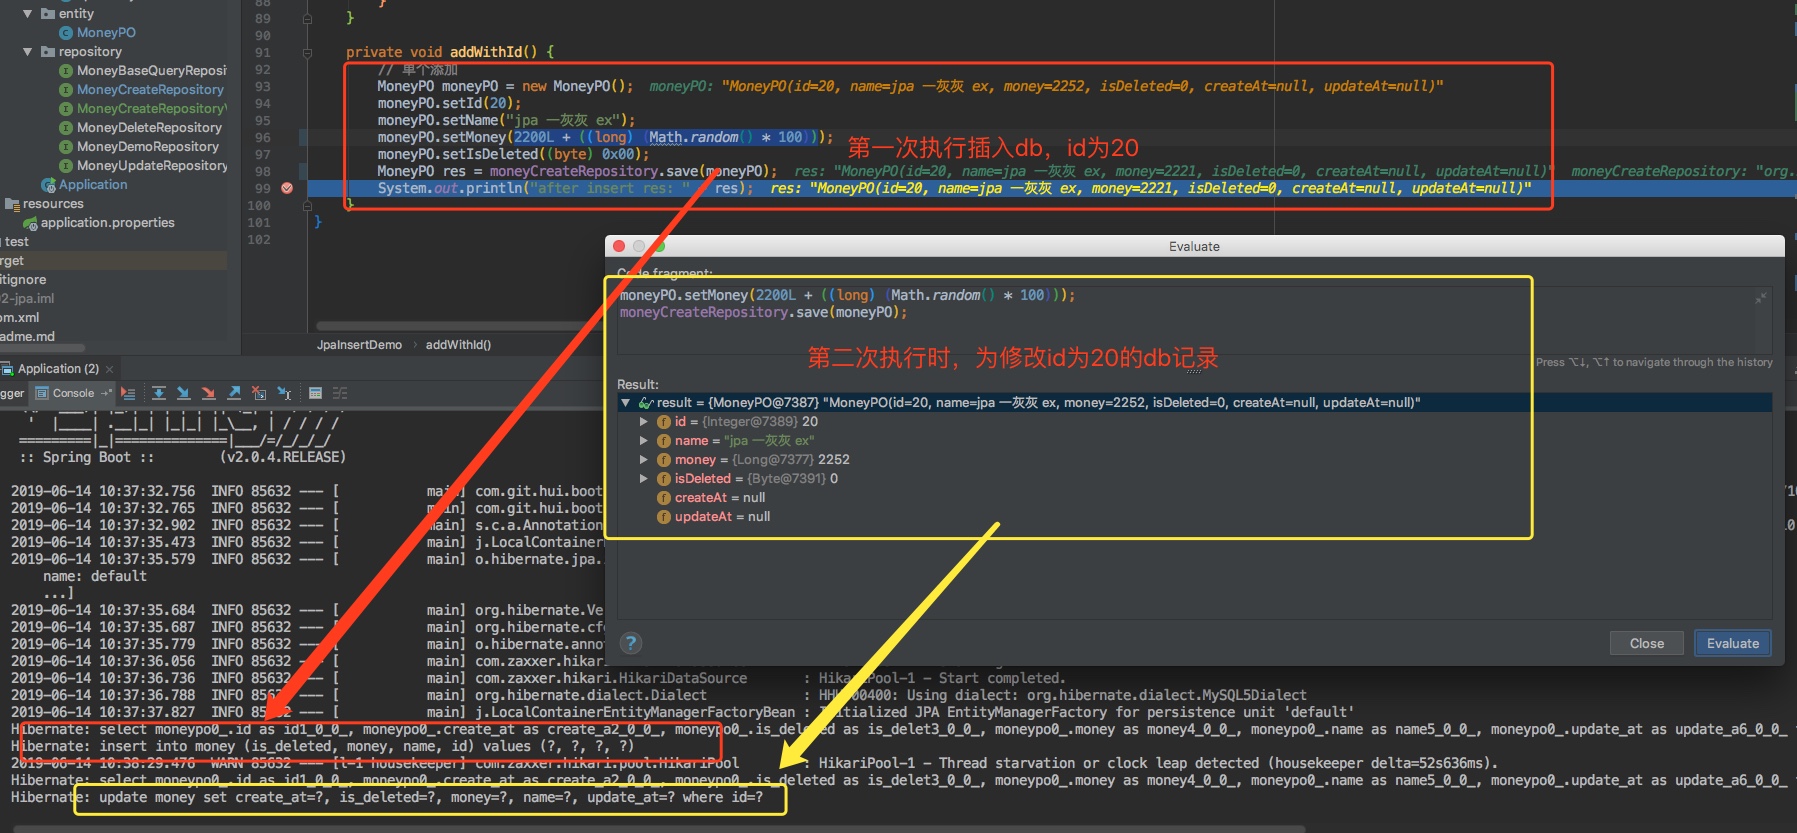 entity
MoneyPO
repository
MoneyBaseQueryReposi
MoneyCreateRepository
MoneyCreateRepositoryV
MoneyDeleteRepository
MoneyDemoRepository
MoneyUpdateRepository
Application
resources
application.properties
test
rget
itignore
2-jpa.iml
om.xml
adme.md
88 }
89 }
90
91 private void addWithId() {
92 // 单个添加
93 MoneyPO moneyPO = new MoneyPO(); moneyPO: "MoneyPO(id=20, name=jpa 一灰灰 ex, money=2252, isDeleted=0, createAt=null, updateAt=null)"
94 moneyPO.setId(20);
95 moneyPO.setName("jpa 一灰灰 ex");
96 moneyPO.setMoney(2200L + ((long) (Math.random() * 100)));
97 moneyPO.setIsDeleted((byte) 0x00);
第一次执行插入db，id为20
98 MoneyPO res = moneyCreateRepository.save(moneyPO); res: "MoneyPO(id=20, name=jpa 一灰灰 ex, money=2221, isDeleted=0, createAt=null, updateAt=null)" moneyCreateRepository: "org.
99 System.out.println("after insert res: " res); res: "MoneyPO(id=20, name=jpa 一灰灰 ex, money=2221, isDeleted=0, createAt=null, updateAt=null)"
100 }
101 }
102
JpaInsertDemo addWithId()
Evaluate
Code fragment:
moneyPO.setMoney(2200L + ((long) (Math.random() * 100)));
moneyCreateRepository.save(moneyPO);
第二次执行时，为修改id为20的db记录
Press ⌥↓, ⌥↑ to navigate through the history
Result:
result = {MoneyPO@7387} "MoneyPO(id=20, name=jpa 一灰灰 ex, money=2252, isDeleted=0, createAt=null, updateAt=null)"
id = {Integer@7389} 20
name = "jpa 一灰灰 ex"
money = {Long@7377} 2252
isDeleted = {Byte@7391} 0
createAt = null
updateAt = null
? Close Evaluate
Application (2) ×
gger Console
:: Spring Boot :: (v2.0.4.RELEASE)
2019-06-14 10:37:32.756 INFO 85632 --- [ main] com.git.hui.boot
2019-06-14 10:37:32.765 INFO 85632 --- [ main] com.git.hui.boot
2019-06-14 10:37:32.902 INFO 85632 --- [ main] s.c.a.Annotation
2019-06-14 10:37:35.473 INFO 85632 --- [ main] j.LocalContainer
2019-06-14 10:37:35.579 INFO 85632 --- [ main] o.hibernate.jpa.
name: default
...]
2019-06-14 10:37:35.684 INFO 85632 --- [ main] org.hibernate.Ve
2019-06-14 10:37:35.687 INFO 85632 --- [ main] org.hibernate.cf
2019-06-14 10:37:35.779 INFO 85632 --- [ main] o.hibernate.anno
2019-06-14 10:37:36.056 INFO 85632 --- [ main] com.zaxxer.hikari
2019-06-14 10:37:36.736 INFO 85632 --- [ main] com.zaxxer.hikari.HikariDataSource : HikariPool-1 - Start completed.
2019-06-14 10:37:36.788 INFO 85632 --- [ main] org.hibernate.dialect.Dialect : HHH000400: Using dialect: org.hibernate.dialect.MySQL5Dialect
2019-06-14 10:37:37.827 INFO 85632 --- [ main] j.LocalContainerEntityManagerFactoryBean : Initialized JPA EntityManagerFactory for persistence unit 'default'
Hibernate: select moneypo0_.id as id1_0_0_, moneypo0_.create_at as create_a2_0_0_, moneypo0_.is_deleted as is_delet3_0_0_, moneypo0_.money as money4_0_0_, moneypo0_.name as name5_0_0_, moneypo0_.update_at as update_a6_0_0_
Hibernate: insert into money (is_deleted, money, name, id) values (?, ?, ?, ?)
2019-06-14 10:38:29.476 WARN 85632 --- [l-1 housekeeper] com.zaxxer.hikari.pool.HikariPool : HikariPool-1 - Thread starvation or clock leap detected (housekeeper delta=52s636ms).
Hibernate: select moneypo0_.id as id1_0_0_, moneypo0_.create_at as create_a2_0_0_, moneypo0_.is_deleted as is_delet3_0_0_, moneypo0_.money as money4_0_0_, moneypo0_.name as name5_0_0_, moneypo0_.update_at as update_a6_0_0_
Hibernate: update money set create_at=?, is_deleted=?, money=?, name=?, update_at=? where id=?